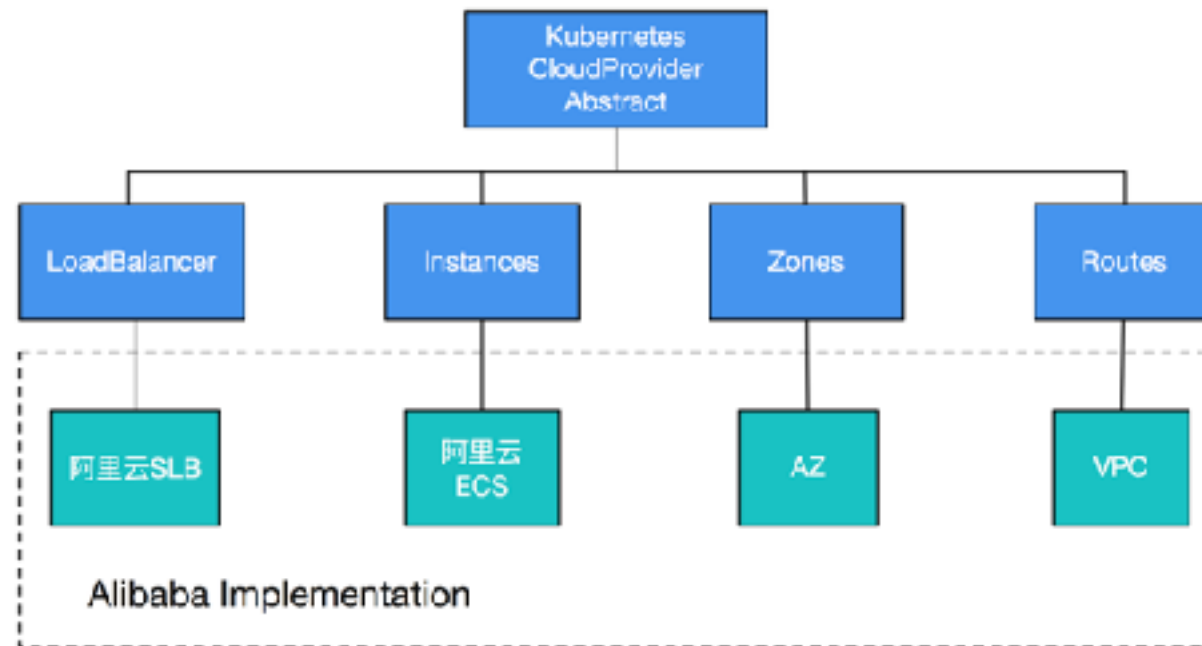 Kubernetes
CloudProvider
Abstract
LoadBalancer
Instances
Zones
Routes
阿里云SLB
阿里云
ECS
AZ
VPC
Alibaba Implementation